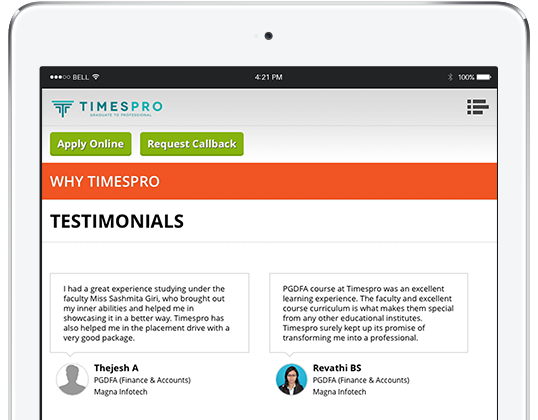 BELL 4:21 PM 100%
TIMESPRO
GRADUATE TO PROFESSIONAL
Apply Online Request Callback
WHY TIMESPRO
TESTIMONIALS
I had a great experience studying under the
faculty Miss Sashmita Giri, who brought out
my inner abilities and helped me in
showcasing it in a better way. Timespro has
also helped me in the placement drive with a
very good package.
Thejesh A
PGDFA (Finance & Accounts)
Magna Infotech
PGDFA course at Timespro was an excellent
learning experience. The faculty and excellent
course curriculum is what makes them special
from any other educational institutes.
Timespro surely kept up its promise of
transforming me into a professional.
Revathi BS
PGDFA (Finance & Accounts)
Magna Infotech